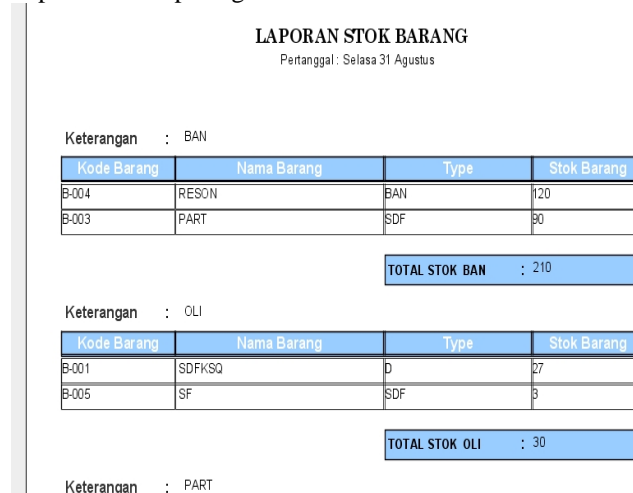 LAPORAN STOK BARANG
Pertanggal : Selasa 31 Agustus
Keterangan : BAN
Kode Barang Nama Barang Type Stok Barang
B-004 RESON BAN 120
B-003 PART SDF 90
TOTAL STOK BAN : 210
Keterangan : OLI
Kode Barang Nama Barang Type Stok Barang
B-001 SDFKSQ D 27
B-005 SF SDF 3
TOTAL STOK OLI : 30
Keterangan : PART